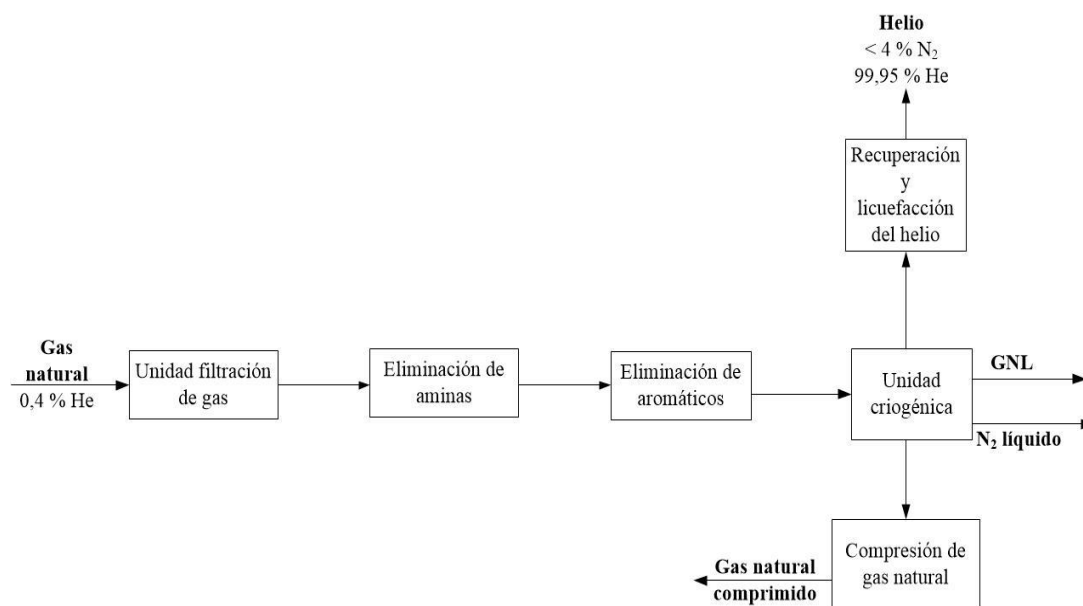 Helio
< 4 % N₂
99,95 % He
Recuperación
y
licuefacción
del helio
Gas
natural
0,4 % He
Unidad filtración
de gas
Eliminación de
aminas
Eliminación de
aromáticos
Unidad
criogénica
GNL
N₂ líquido
Compresión de
gas natural
Gas natural
comprimido